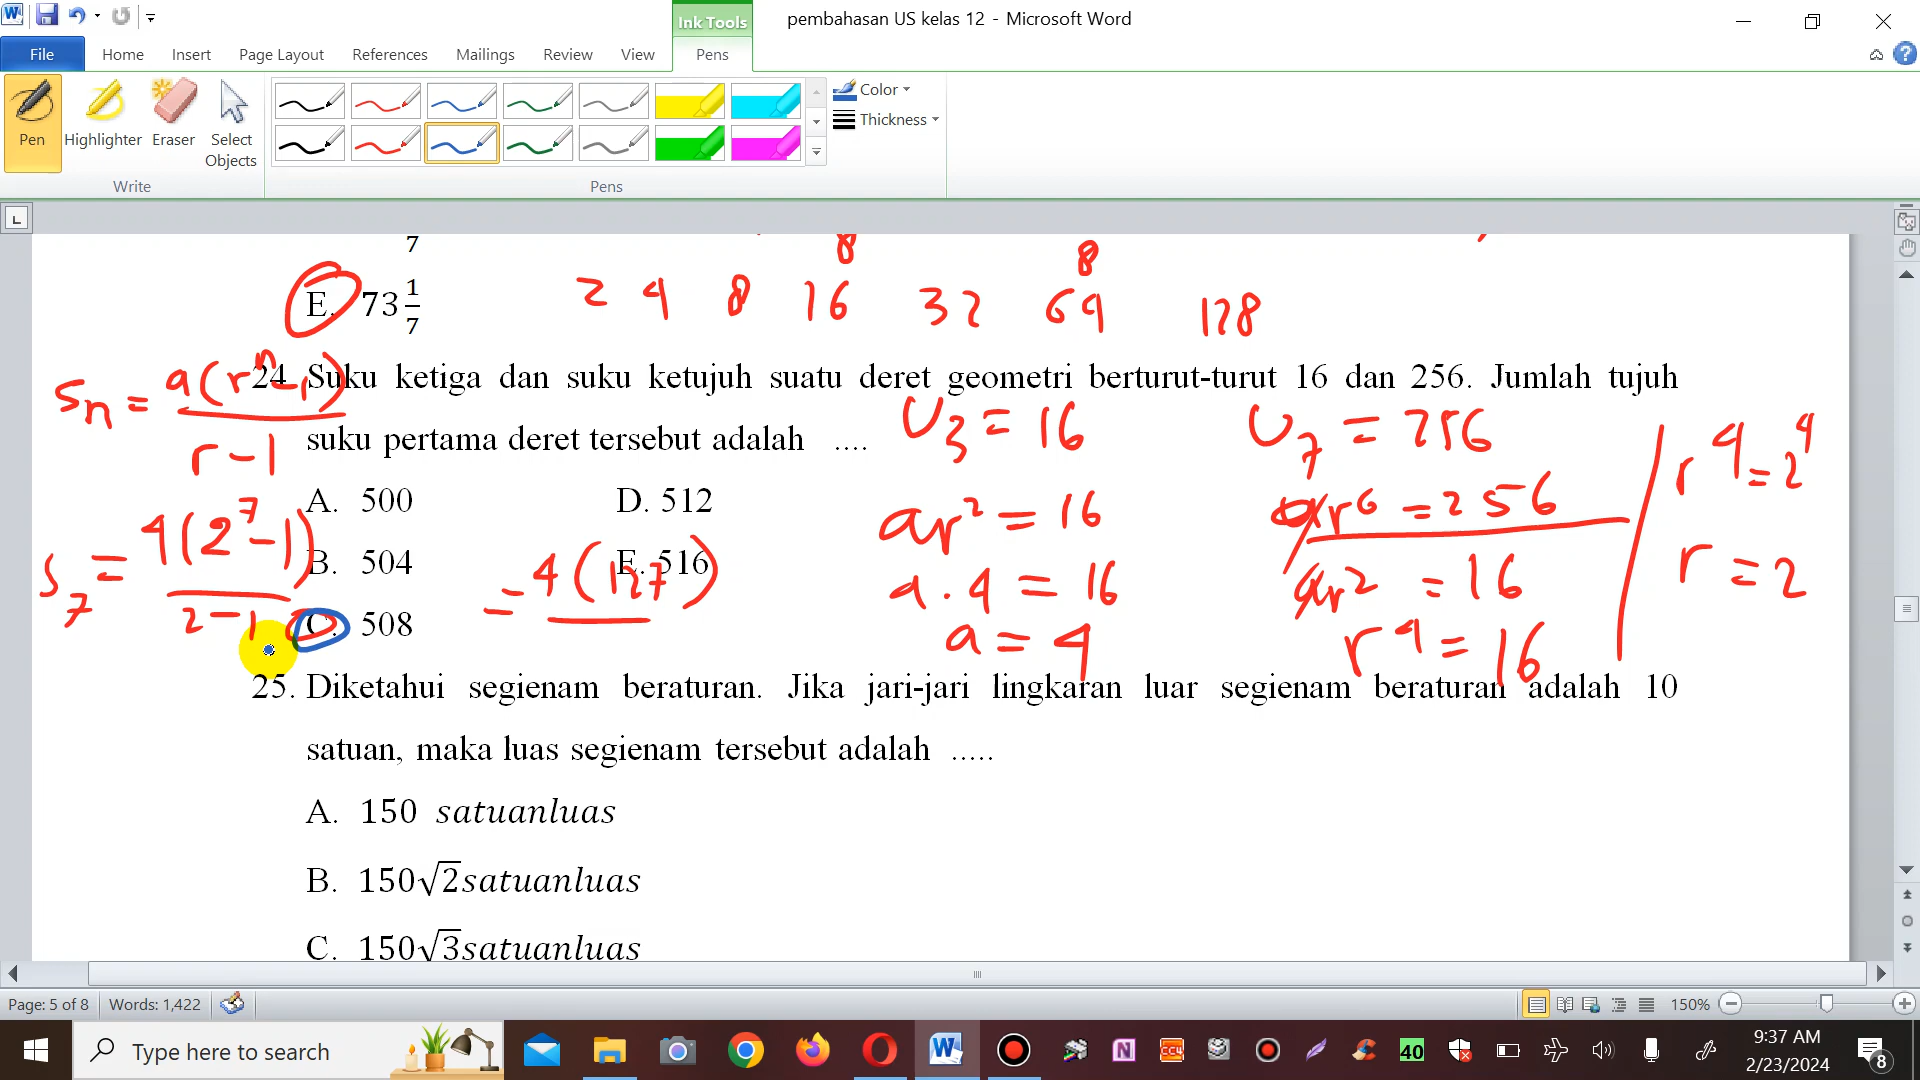 Ink Tools
pembahasan US kelas 12 - Microsoft Word
File Home Insert Page Layout References Mailings Review View Pens
Pen Highlighter Eraser Select Objects
Color
Thickness
Write
Pens
7
8
8
E. 73 1/7
2 4 8 16 32 64 128
24. Suku ketiga dan suku ketujuh suatu deret geometri berturut-turut 16 dan 256. Jumlah tujuh
suku pertama deret tersebut adalah ....
Sn = a(rⁿ-1)
r-1
U3 = 16
U7 = 256
r⁴ = 2⁴
A. 500 D. 512
ar² = 16
ar⁶ = 256
S7 = 4(2⁷-1)
2-1
B. 504 E. 516
= 4(127)
a . 4 = 16
ar² = 16
r = 2
C. 508
a = 4
r⁴ = 16
25. Diketahui segienam beraturan. Jika jari-jari lingkaran luar segienam beraturan adalah 10
satuan, maka luas segienam tersebut adalah .....
A. 150 satuanluas
B. 150√2satuanluas
C. 150√3satuanluas
Page: 5 of 8 Words: 1,422 150%
Type here to search
CC4
40
9:37 AM
2/23/2024
8